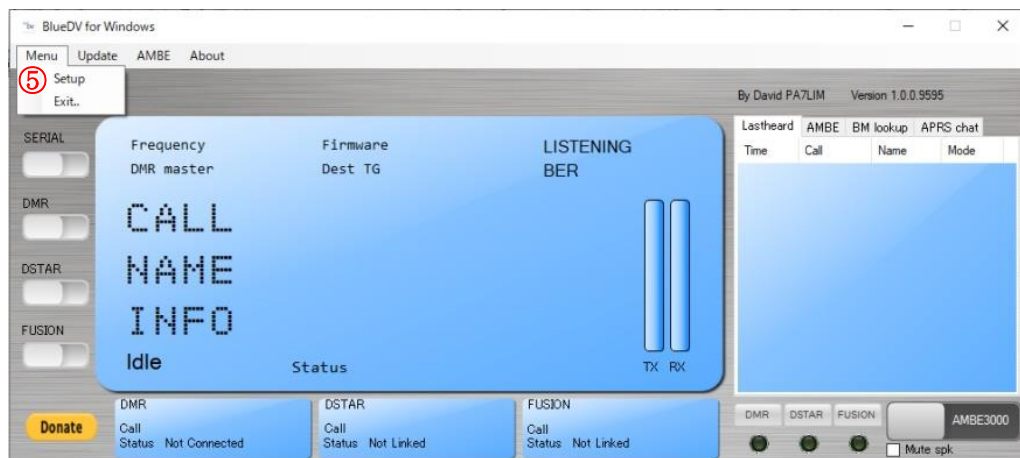 BlueDV for Windows
Menu Update AMBE About
⑤ Setup
Exit..
By David PA7LIM Version 1.0.0.9595
SERIAL
DMR
DSTAR
FUSION
Frequency Firmware LISTENING
DMR master Dest TG BER
CALL
NAME
INFO
Idle Status TX RX
Lastheard AMBE BM lookup APRS chat
Time Call Name Mode
Donate
DMR
Call
Status Not Connected
DSTAR
Call
Status Not Linked
FUSION
Call
Status Not Linked
DMR DSTAR FUSION AMBE3000
Mute spk